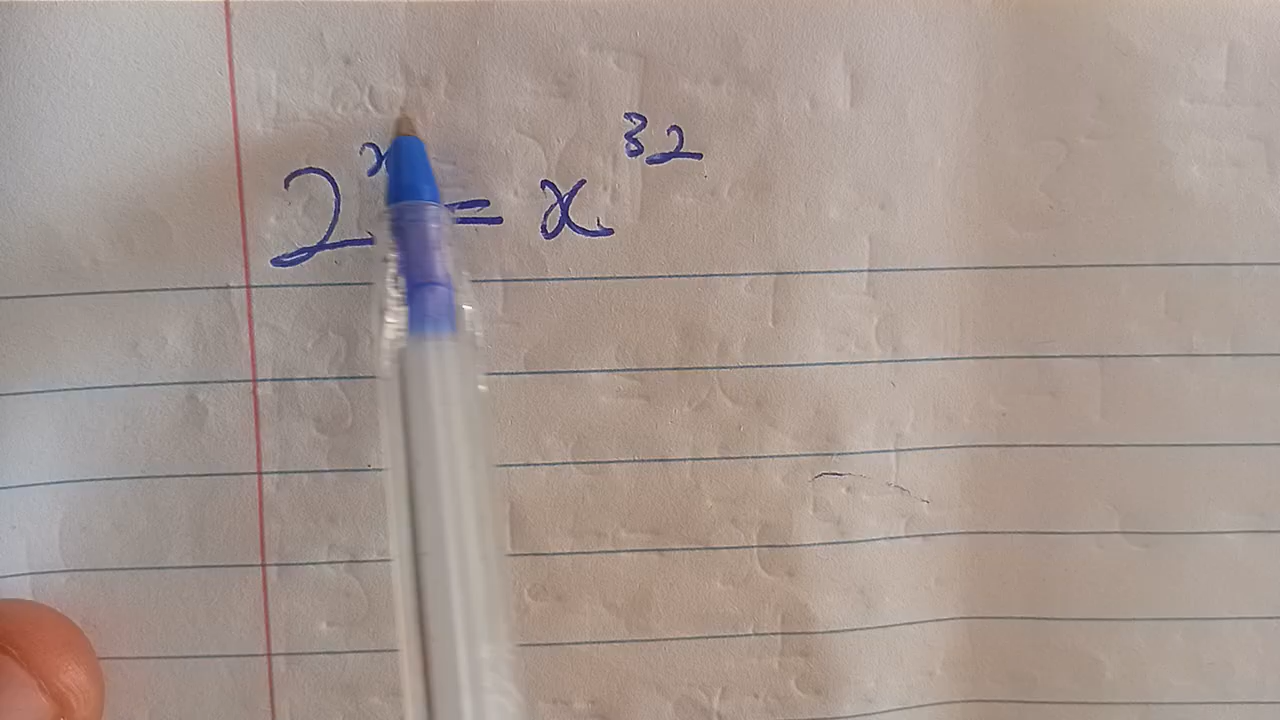 2^x = x^32